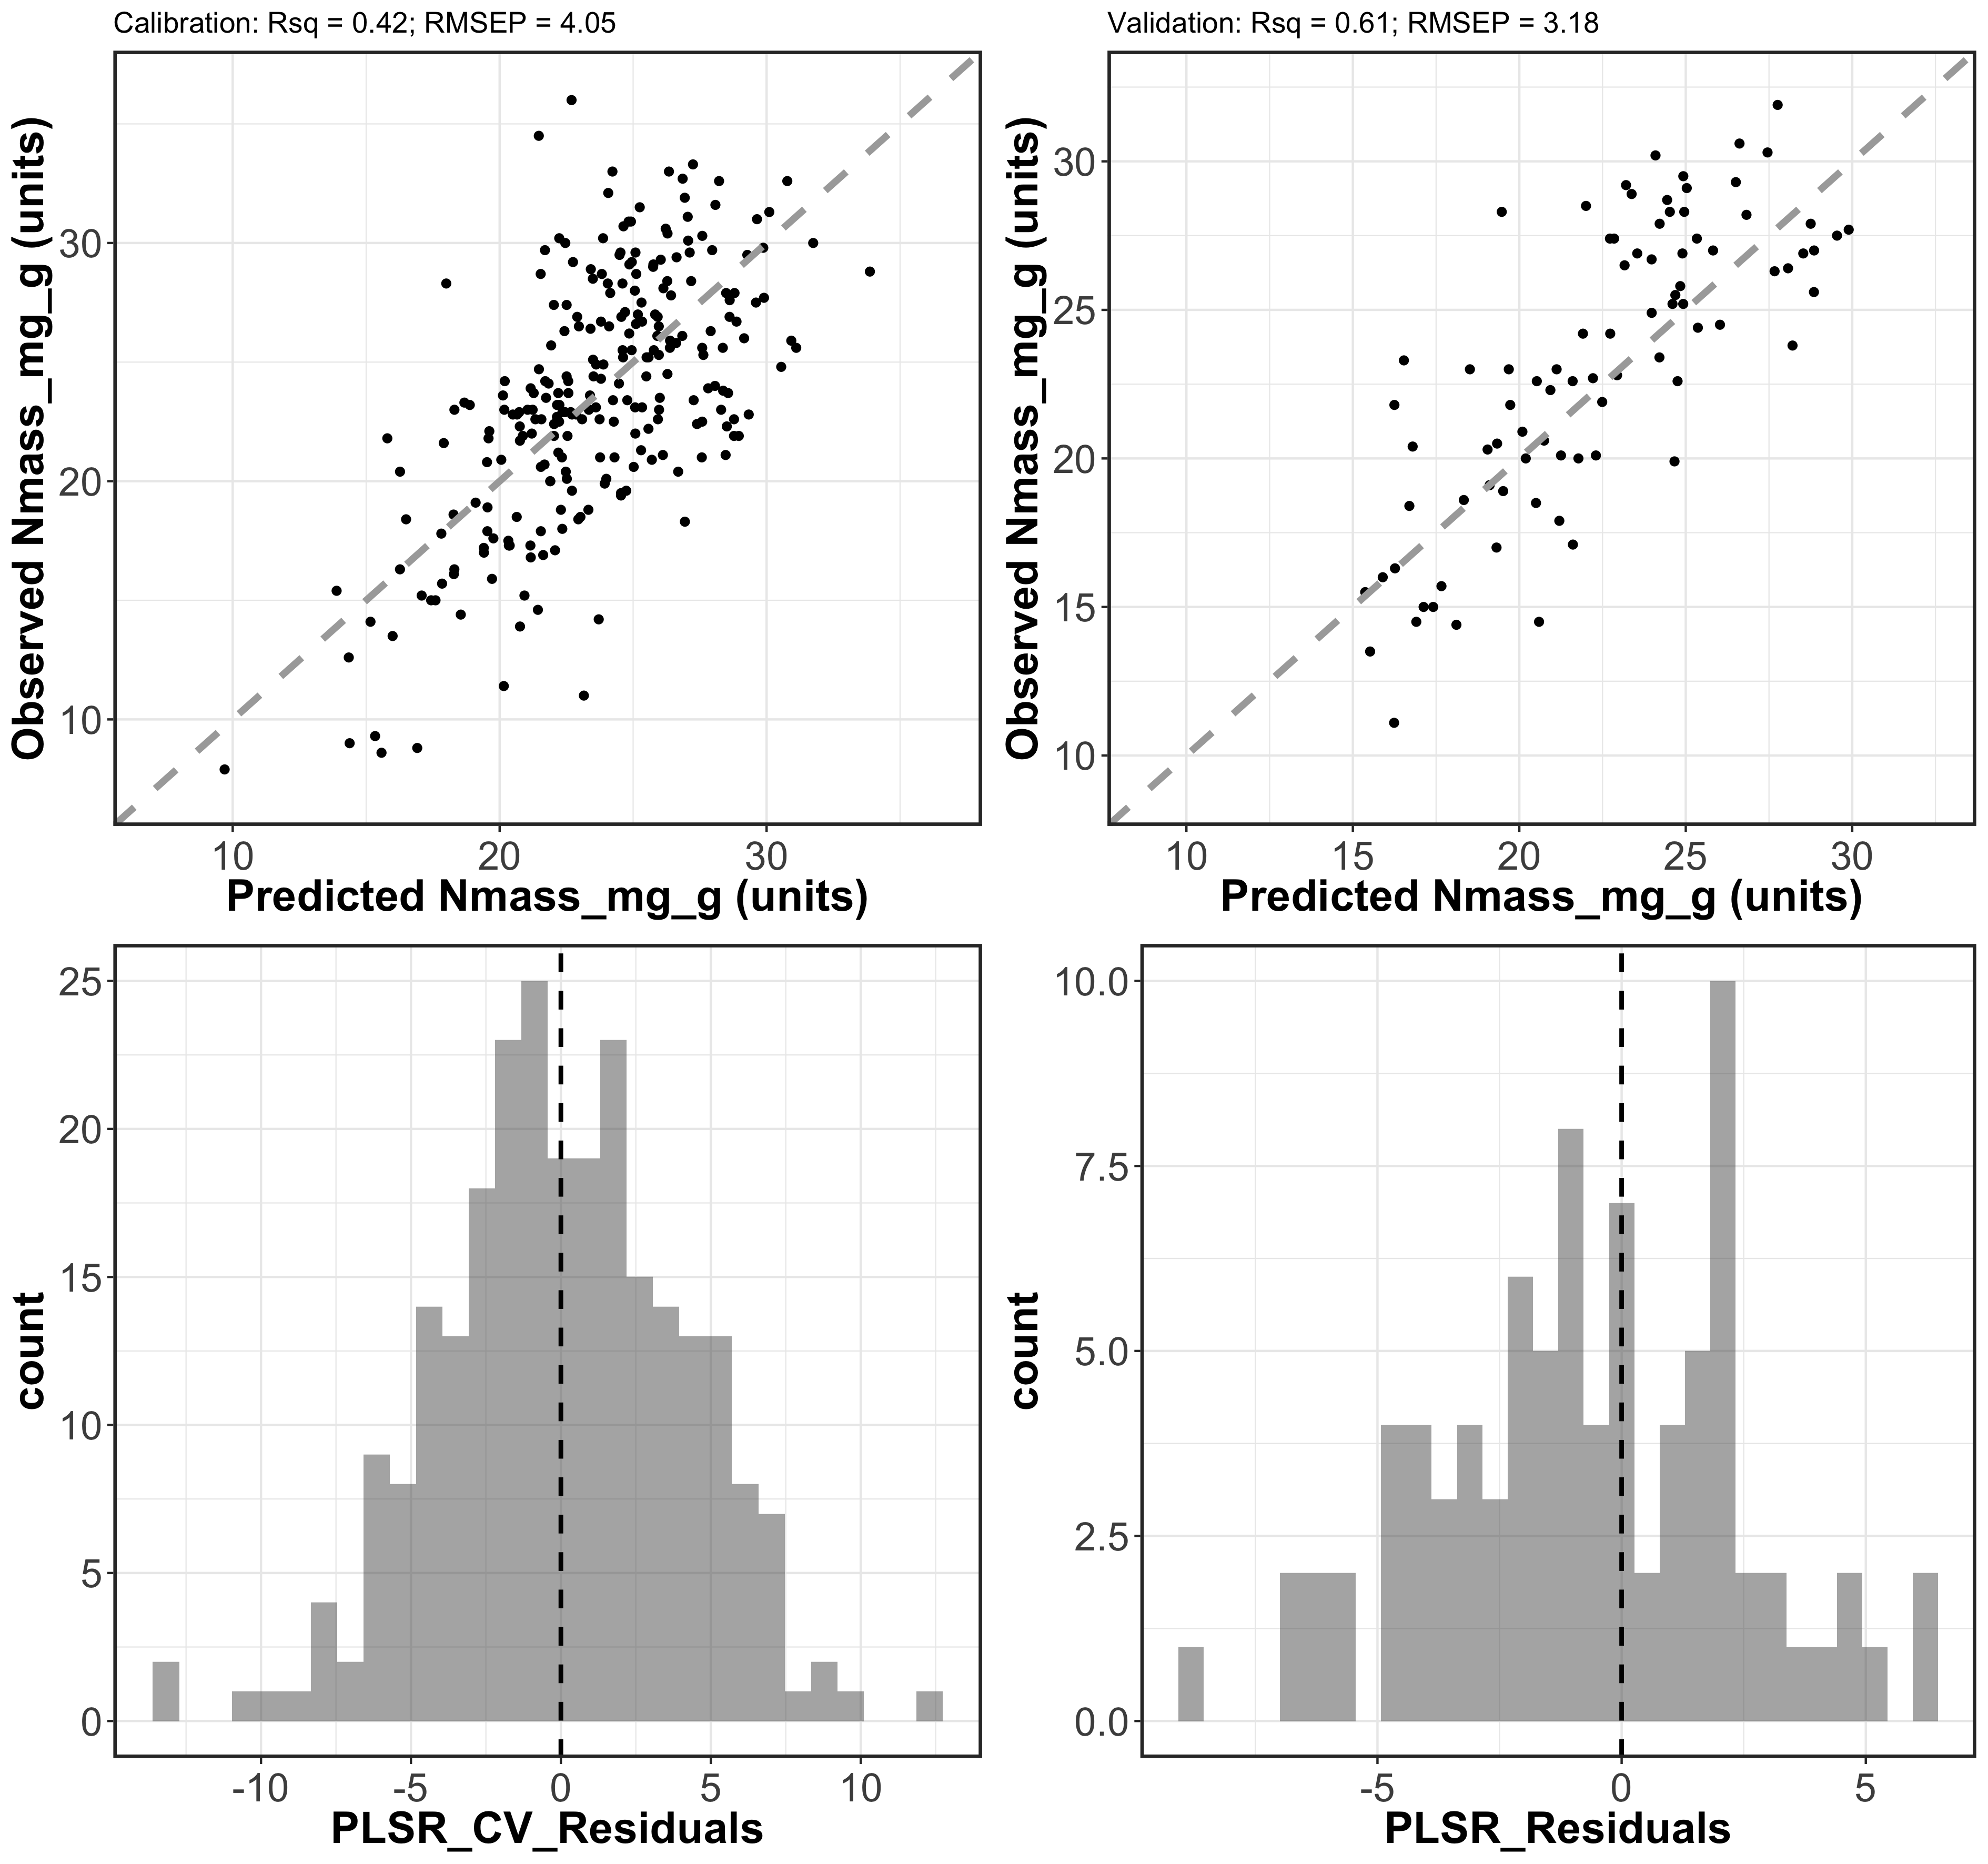 Calibration: Rsq = 0.42; RMSEP = 4.05
Observed Nmass_mg_g (units)
30
20
10
10 20 30
Predicted Nmass_mg_g (units)
Validation: Rsq = 0.61; RMSEP = 3.18
Observed Nmass_mg_g (units)
30
25
20
15
10
10 15 20 25 30
Predicted Nmass_mg_g (units)
count
25
20
15
10
5
0
-10 -5 0 5 10
PLSR_CV_Residuals
count
10.0
7.5
5.0
2.5
0.0
-5 0 5
PLSR_Residuals